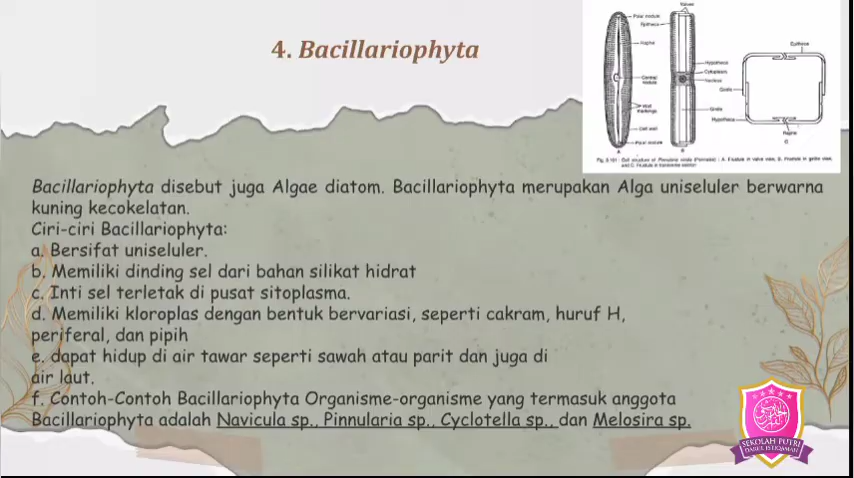 4. Bacillariophyta
Valves
Polar nodule
Epitheca
Raphe
Central nodule
Wall markings
Cell wall
Polar nodule
Hypotheca
Cytoplasm
Nucleus
Girdle
A
B
Epitheca
Girdle
Hypotheca
Raphe
C
Bacillariophyta disebut juga Algae diatom. Bacillariophyta merupakan Alga uniseluler berwarna
kuning kecokelatan.
Ciri-ciri Bacillariophyta:
a. Bersifat uniseluler.
b. Memiliki dinding sel dari bahan silikat hidrat
c. Inti sel terletak di pusat sitoplasma.
d. Memiliki kloroplas dengan bentuk bervariasi, seperti cakram, huruf H,
periferal, dan pipih
e. dapat hidup di air tawar seperti sawah atau parit dan juga di
air laut.
f. Contoh-Contoh Bacillariophyta Organisme-organisme yang termasuk anggota
Bacillariophyta adalah Navicula sp., Pinnularia sp., Cyclotella sp., dan Melosira sp.
SEKOLAH PUTRI
DARUL ISTIQAMAH